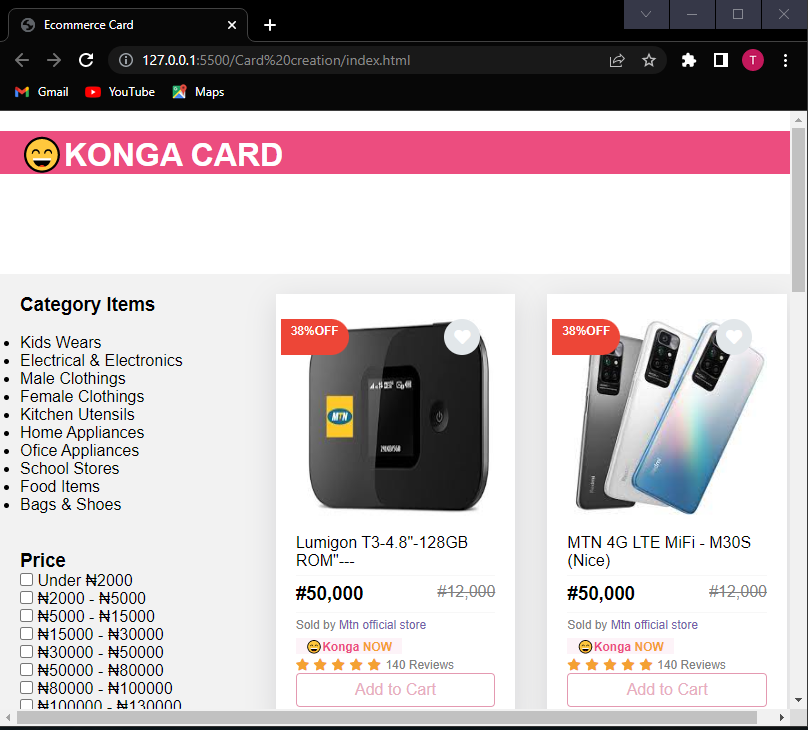 Ecommerce Card
127.0.0.1:5500/Card%20creation/index.html
T
Gmail YouTube Maps
KONGA CARD
Category Items
Kids Wears
Electrical & Electronics
Male Clothings
Female Clothings
Kitchen Utensils
Home Appliances
Ofice Appliances
School Stores
Food Items
Bags & Shoes
Price
Under ₦2000
₦2000 - ₦5000
₦5000 - ₦15000
₦15000 - ₦30000
₦30000 - ₦50000
₦50000 - ₦80000
₦80000 - ₦100000
₦100000 - ₦130000
38%OFF
MTN
Lumigon T3-4.8"-128GB
ROM"---
#50,000 #12,000
Sold by Mtn official store
Konga NOW
140 Reviews
Add to Cart
38%OFF
MTN 4G LTE MiFi - M30S
(Nice)
#50,000 #12,000
Sold by Mtn official store
Konga NOW
140 Reviews
Add to Cart